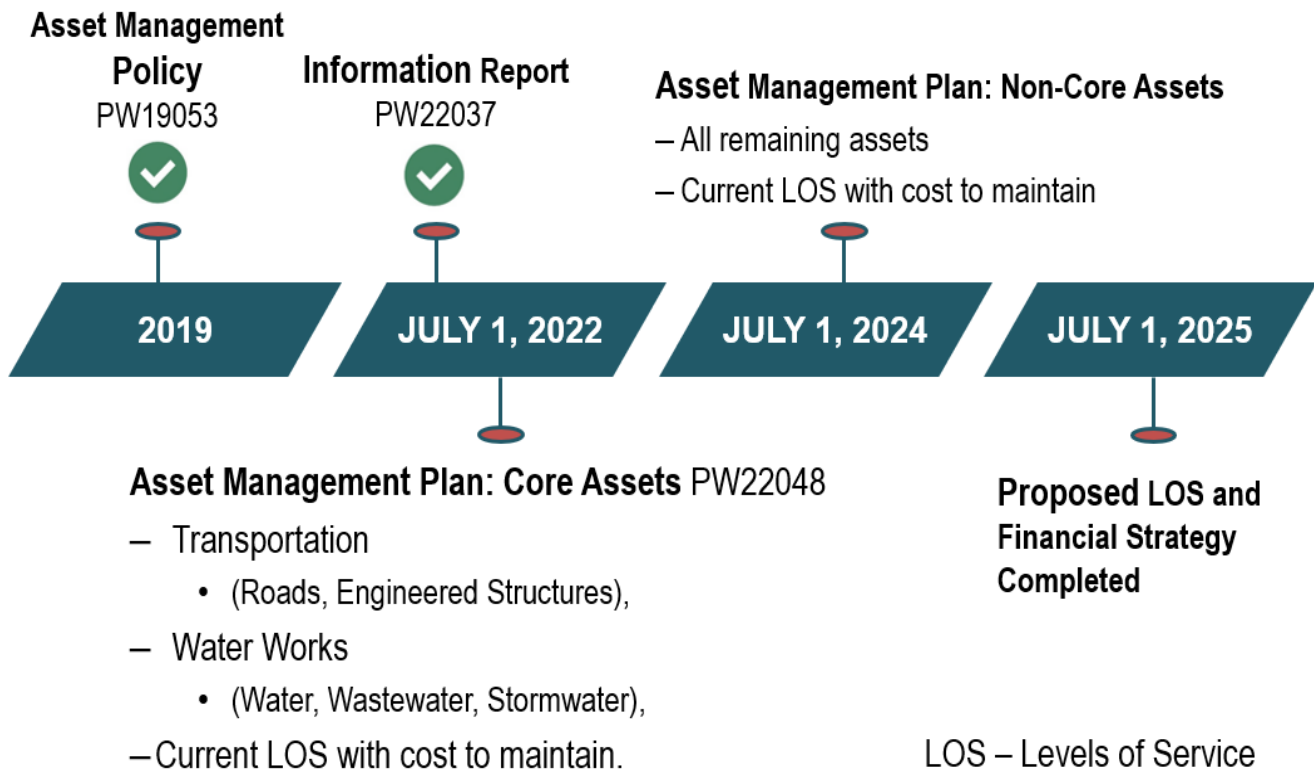 Asset Management
Policy
PW19053
Information Report
PW22037
Asset Management Plan: Non-Core Assets
– All remaining assets
– Current LOS with cost to maintain
2019
JULY 1, 2022
JULY 1, 2024
JULY 1, 2025
Asset Management Plan: Core Assets PW22048
– Transportation
• (Roads, Engineered Structures),
– Water Works
• (Water, Wastewater, Stormwater),
– Current LOS with cost to maintain.
Proposed LOS and
Financial Strategy
Completed
LOS – Levels of Service